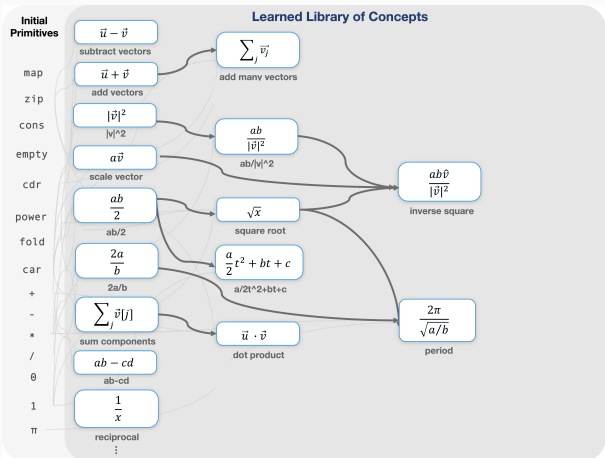 Learned Library of Concepts
Initial
Primitives
map
zip
cons
empty
cdr
power
fold
car
+
-
*
/
0
1
π
u⃗ − v⃗
subtract vectors
u⃗ + v⃗
add vectors
|v⃗|²
|v|^2
av⃗
scale vector
ab/2
ab/2
2a/b
2a/b
∑ⱼ v⃗[j]
sum components
ab − cd
ab-cd
1/x
reciprocal
⋮
∑ⱼ v⃗ⱼ
add many vectors
ab/|v⃗|²
ab/|v|^2
√x
square root
a/2 t² + bt + c
a/2t^2+bt+c
u⃗ · v⃗
dot product
abv̂/|v⃗|²
inverse square
2π/√(a/b)
period